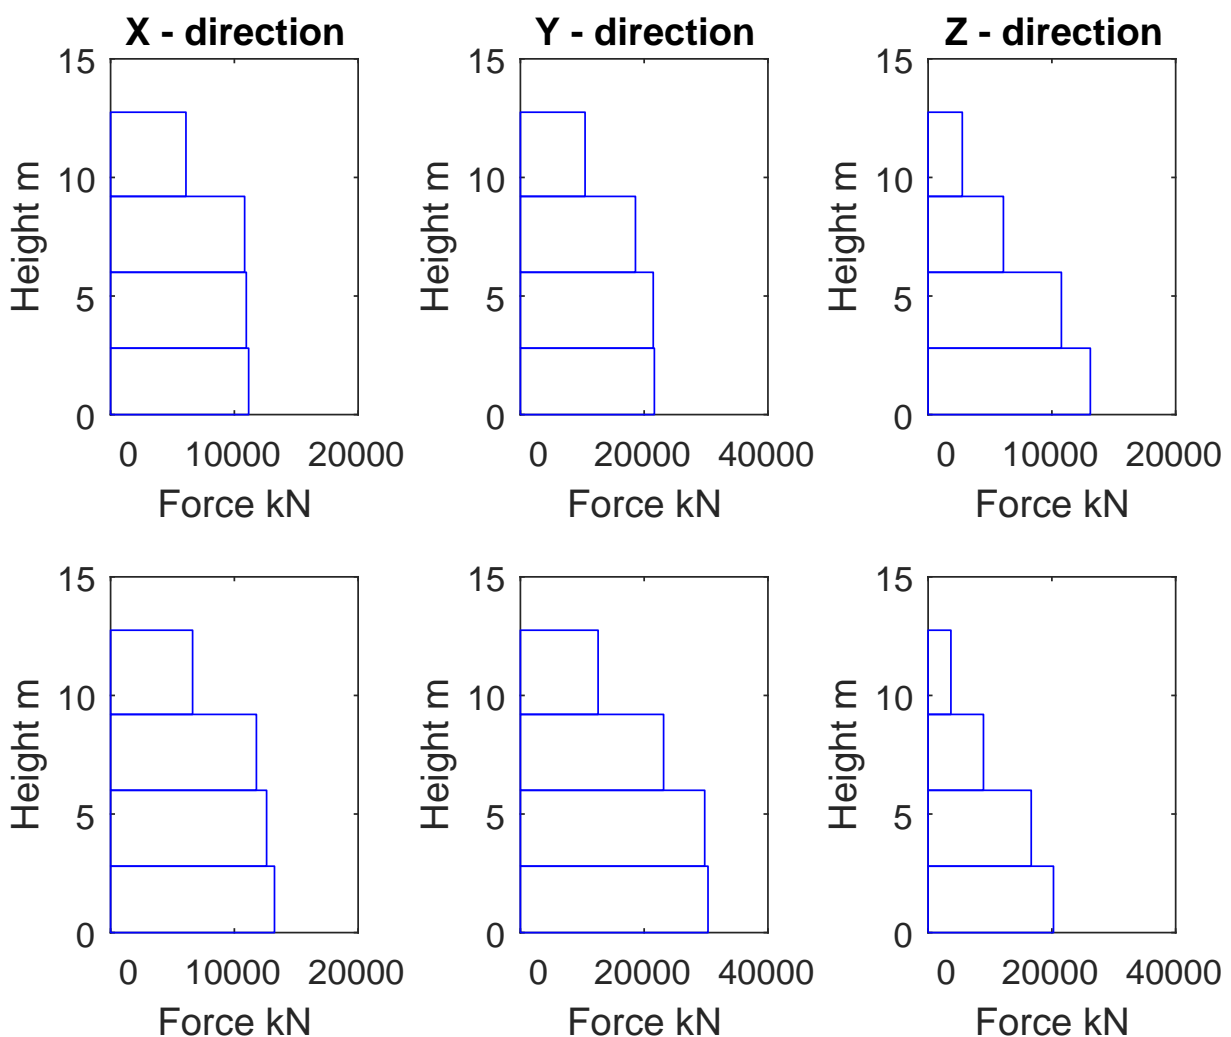 X - direction
Y - direction
Z - direction
15
10
5
0
Height m
0 10000 20000
Force kN
15
10
5
0
Height m
0 20000 40000
Force kN
15
10
5
0
Height m
0 10000 20000
Force kN
15
10
5
0
Height m
0 10000 20000
Force kN
15
10
5
0
Height m
0 20000 40000
Force kN
15
10
5
0
Height m
0 20000 40000
Force kN